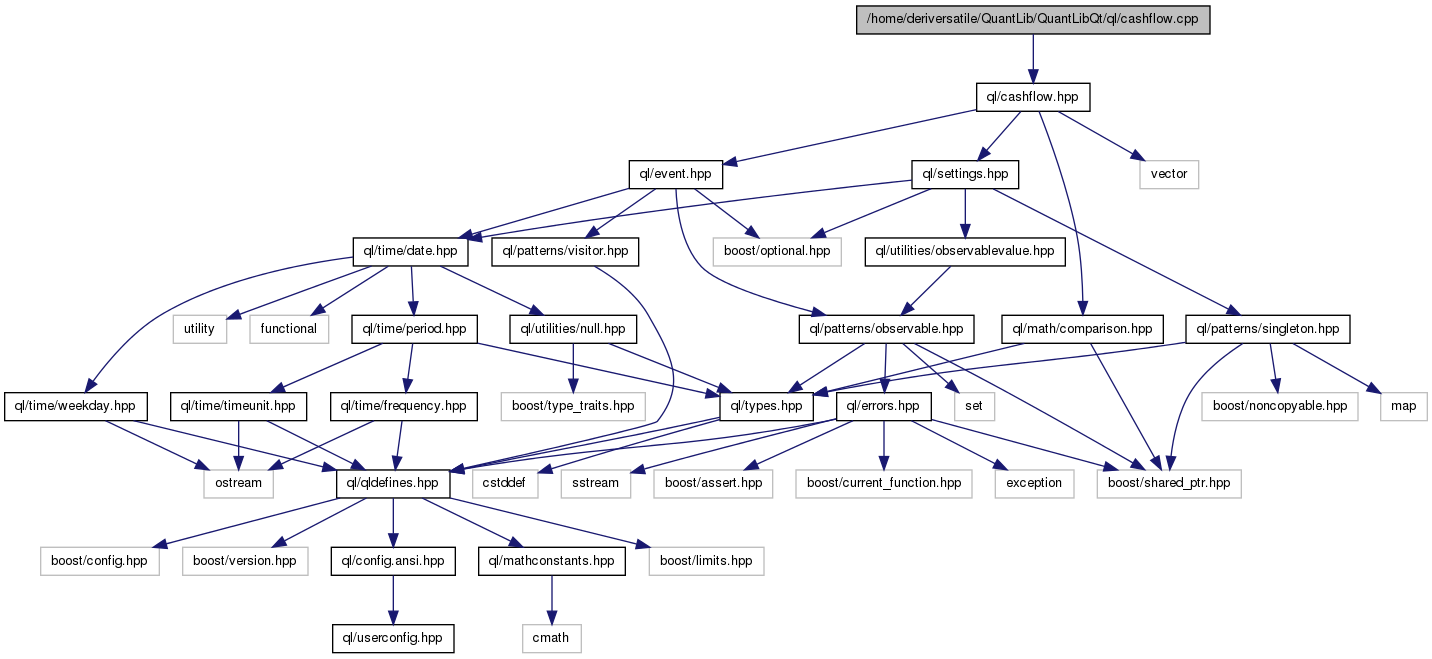 /home/deriversatile/QuantLib/QuantLibQt/ql/cashflow.cpp
ql/cashflow.hpp
ql/event.hpp
ql/settings.hpp
vector
ql/time/date.hpp
ql/patterns/visitor.hpp
boost/optional.hpp
ql/utilities/observablevalue.hpp
utility
functional
ql/time/period.hpp
ql/utilities/null.hpp
ql/patterns/observable.hpp
ql/math/comparison.hpp
ql/patterns/singleton.hpp
ql/time/weekday.hpp
ql/time/timeunit.hpp
ql/time/frequency.hpp
boost/type_traits.hpp
ql/types.hpp
ql/errors.hpp
set
boost/noncopyable.hpp
map
ostream
ql/qldefines.hpp
cstddef
sstream
boost/assert.hpp
boost/current_function.hpp
exception
boost/shared_ptr.hpp
boost/config.hpp
boost/version.hpp
ql/config.ansi.hpp
ql/mathconstants.hpp
boost/limits.hpp
ql/userconfig.hpp
cmath